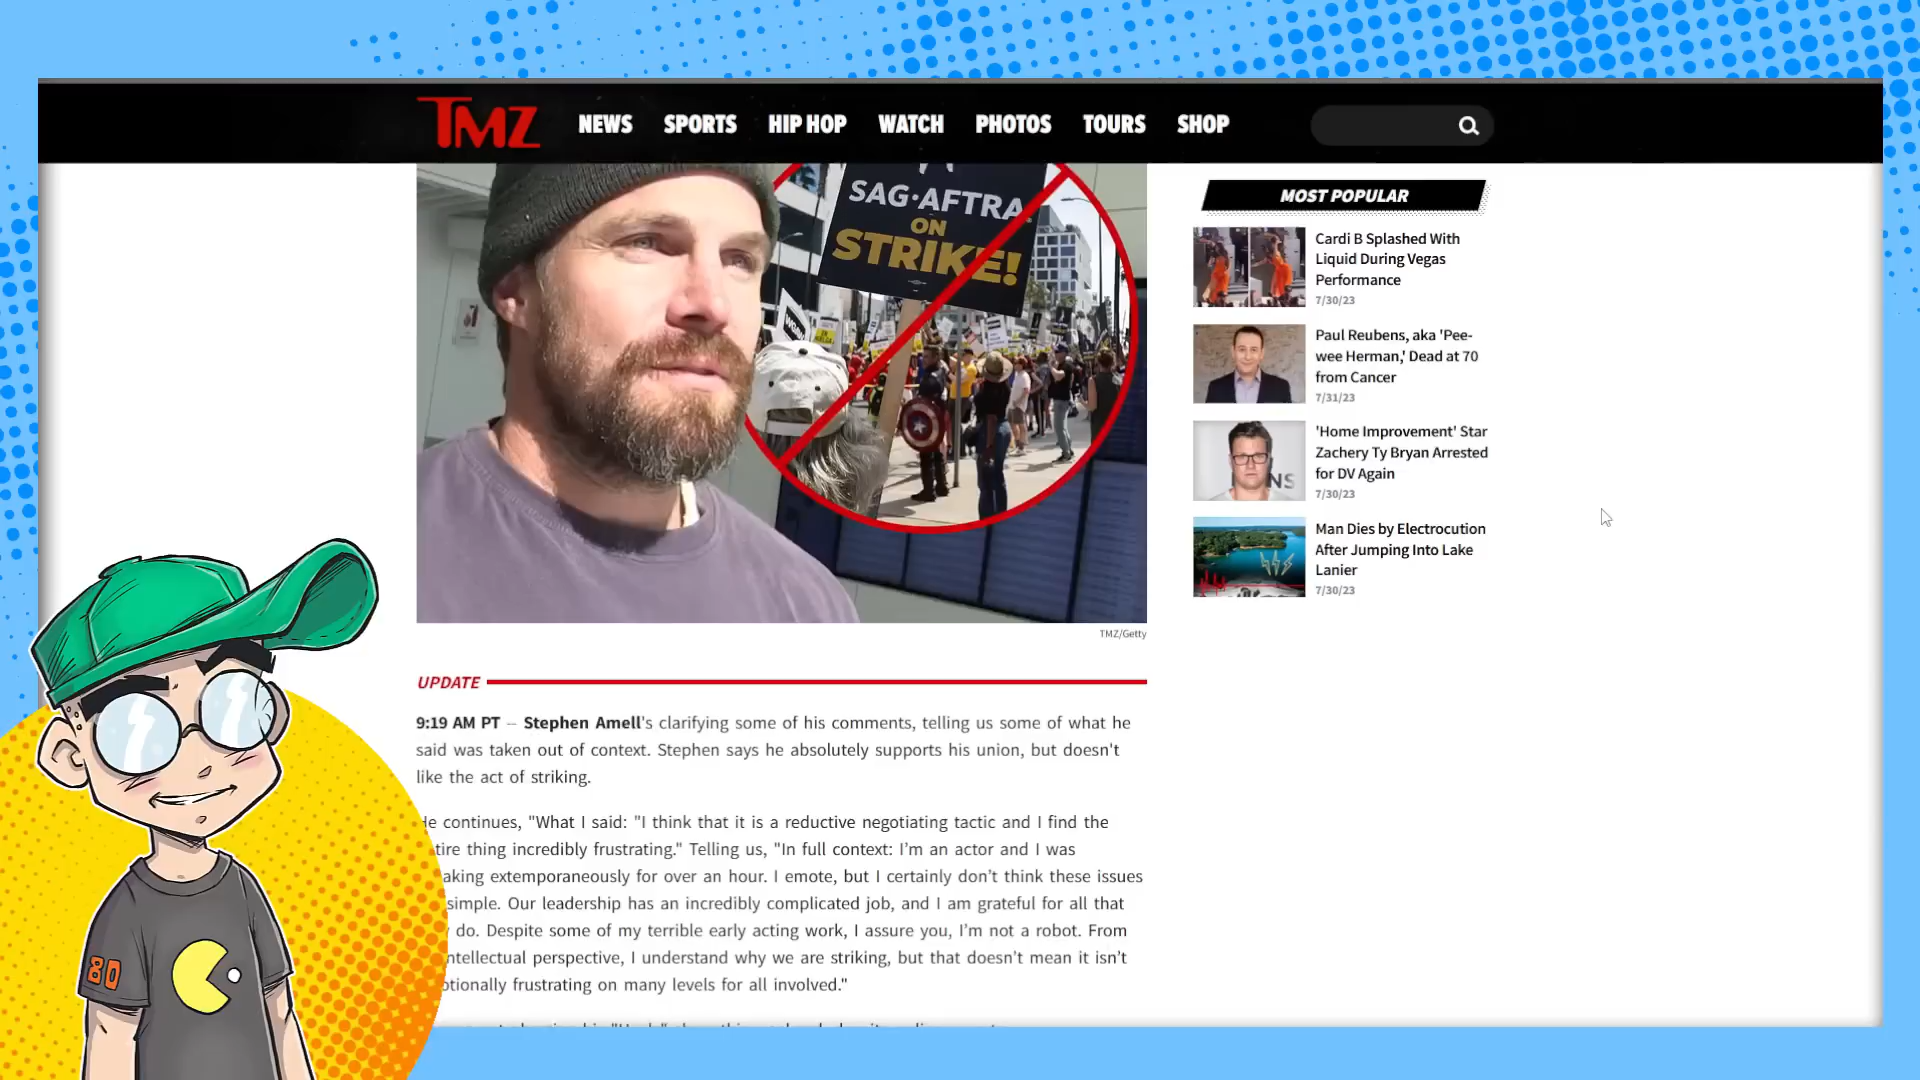 TMZ
NEWS SPORTS HIP HOP WATCH PHOTOS TOURS SHOP
SAG·AFTRA
ON
STRIKE!
TMZ/Getty
MOST POPULAR
Cardi B Splashed With
Liquid During Vegas
Performance
7/30/23
Paul Reubens, aka 'Pee-
wee Herman,' Dead at 70
from Cancer
7/31/23
'Home Improvement' Star
Zachery Ty Bryan Arrested
for DV Again
7/30/23
Man Dies by Electrocution
After Jumping Into Lake
Lanier
7/30/23
UPDATE
9:19 AM PT -- Stephen Amell's clarifying some of his comments, telling us some of what he
said was taken out of context. Stephen says he absolutely supports his union, but doesn't
like the act of striking.
He continues, "What I said: "I think that it is a reductive negotiating tactic and I find the
tire thing incredibly frustrating." Telling us, "In full context: I'm an actor and I was
aking extemporaneously for over an hour. I emote, but I certainly don't think these issues
simple. Our leadership has an incredibly complicated job, and I am grateful for all that
do. Despite some of my terrible early acting work, I assure you, I'm not a robot. From
ntellectual perspective, I understand why we are striking, but that doesn't mean it isn't
otionally frustrating on many levels for all involved."
80